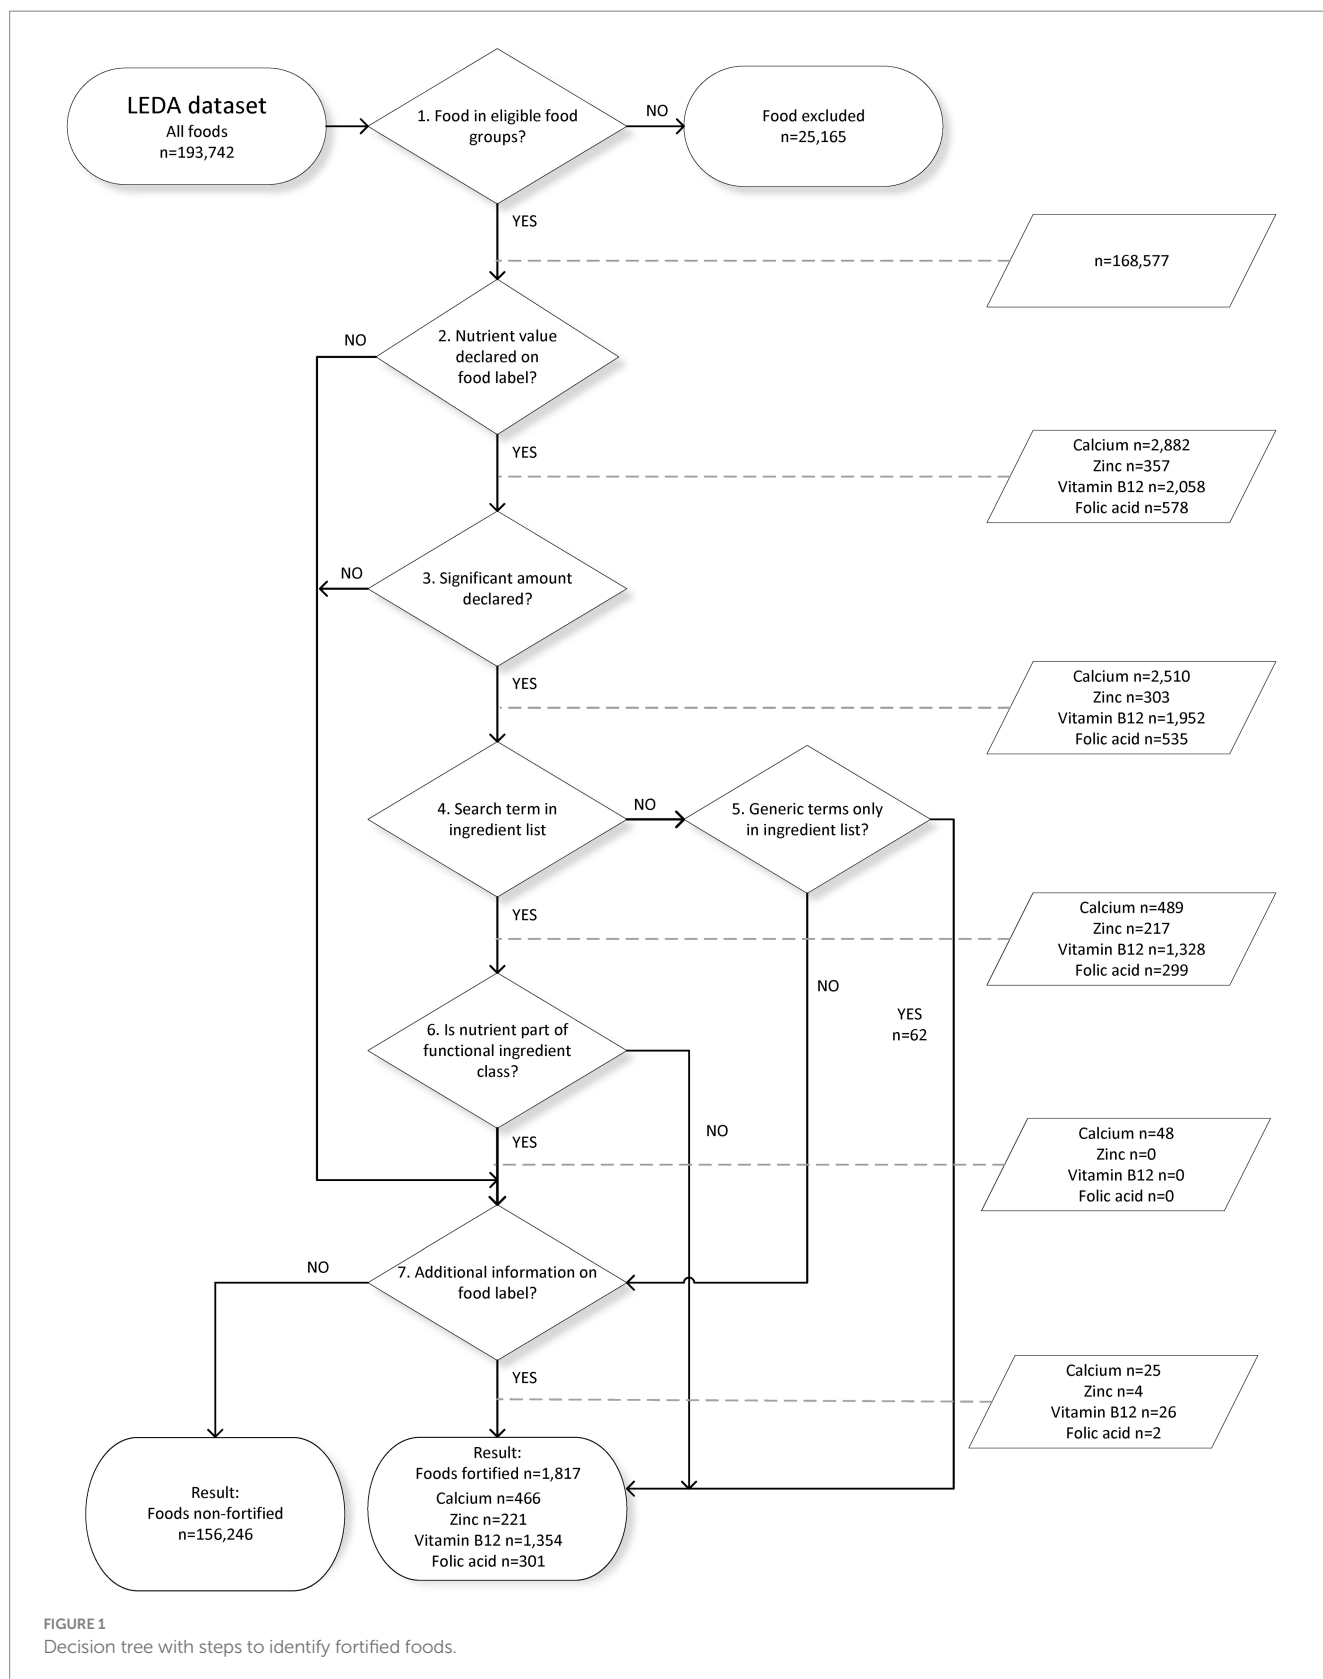 LEDA dataset
All foods
n=193,742
1. Food in eligible food
groups?
NO
Food excluded
n=25,165
YES
n=168,577
2. Nutrient value
declared on
food label?
NO
YES
Calcium n=2,882
Zinc n=357
Vitamin B12 n=2,058
Folic acid n=578
3. Significant amount
declared?
NO
YES
Calcium n=2,510
Zinc n=303
Vitamin B12 n=1,952
Folic acid n=535
4. Search term in
ingredient list
NO
5. Generic terms only
in ingredient list?
YES
Calcium n=489
Zinc n=217
Vitamin B12 n=1,328
Folic acid n=299
NO
YES
n=62
6. Is nutrient part of
functional ingredient
class?
NO
YES
Calcium n=48
Zinc n=0
Vitamin B12 n=0
Folic acid n=0
7. Additional information on
food label?
NO
YES
Calcium n=25
Zinc n=4
Vitamin B12 n=26
Folic acid n=2
Result:
Foods non-fortified
n=156,246
Result:
Foods fortified n=1,817
Calcium n=466
Zinc n=221
Vitamin B12 n=1,354
Folic acid n=301
FIGURE 1
Decision tree with steps to identify fortified foods.